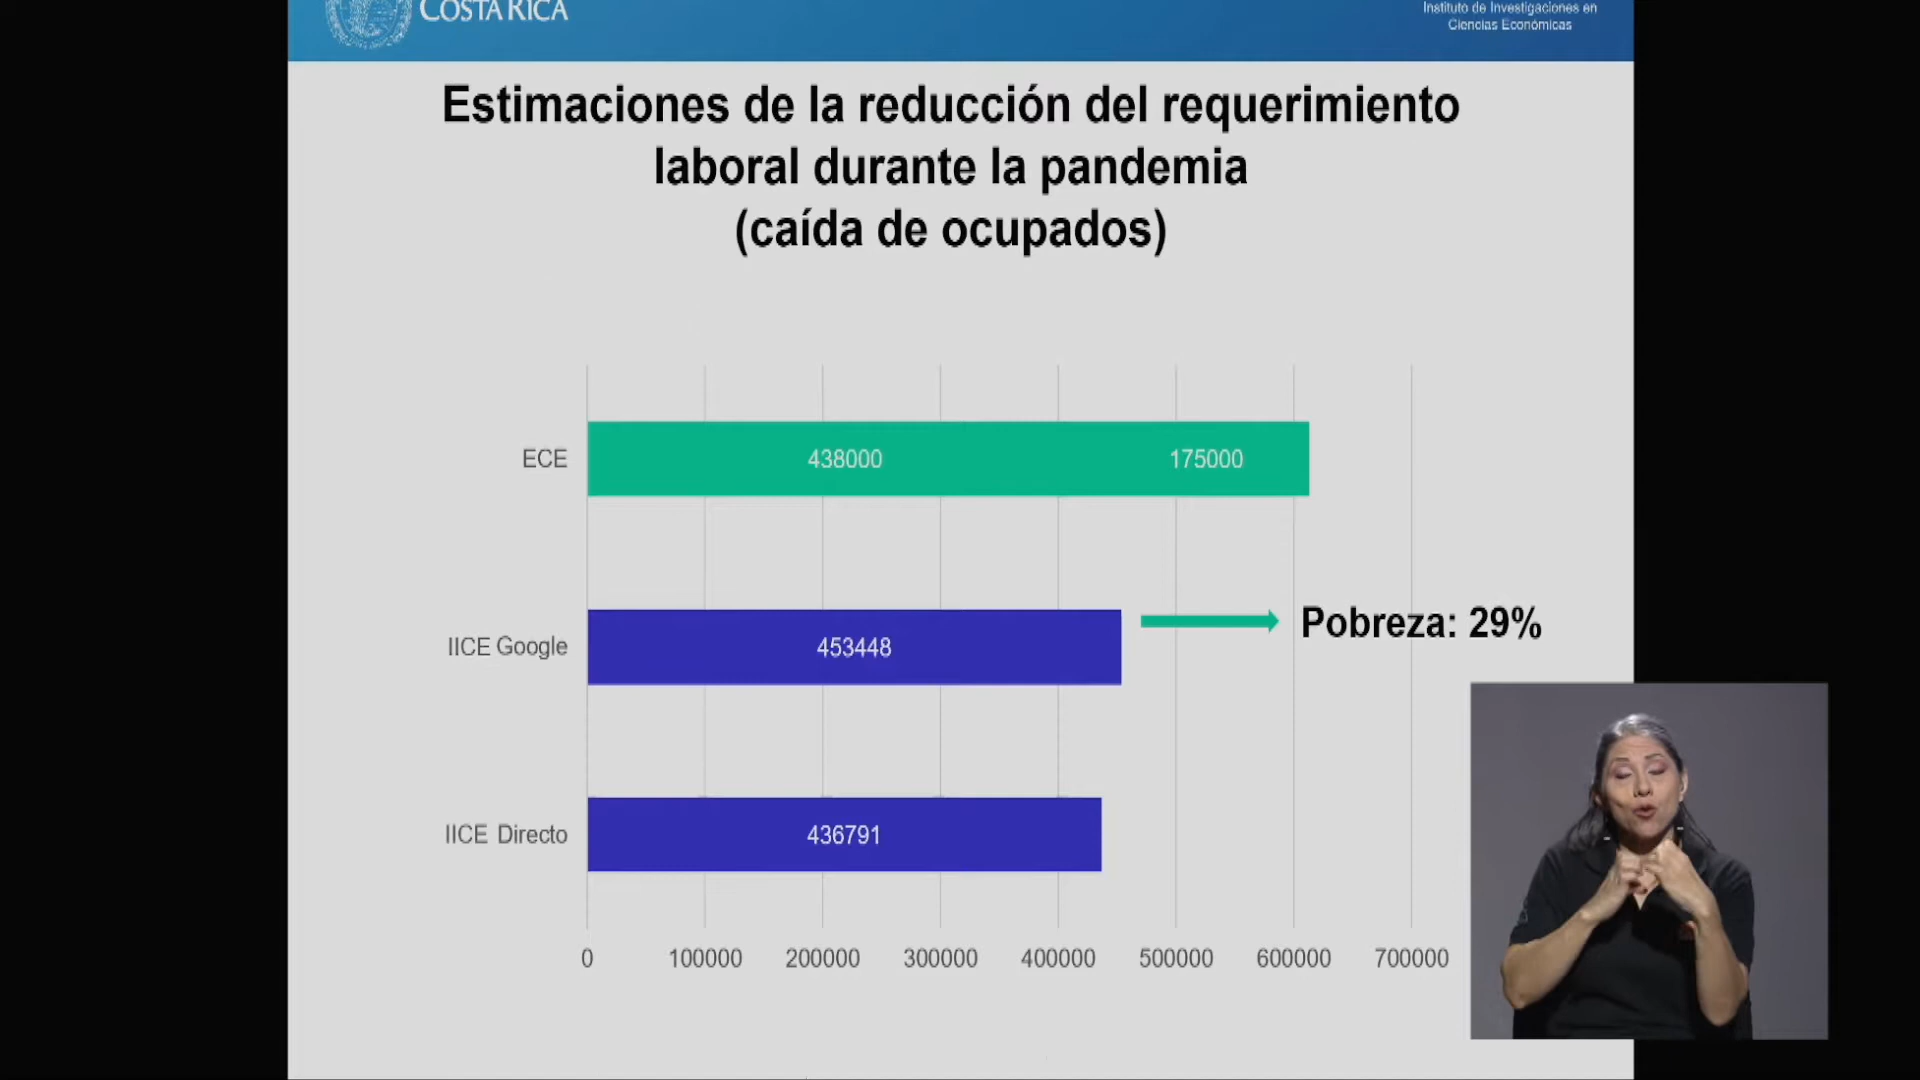 COSTA RICA
Instituto de Investigaciones en
Ciencias Económicas
Estimaciones de la reducción del requerimiento
laboral durante la pandemia
(caída de ocupados)
ECE
438000
175000
IICE Google
453448
Pobreza: 29%
IICE Directo
436791
0 100000 200000 300000 400000 500000 600000 700000